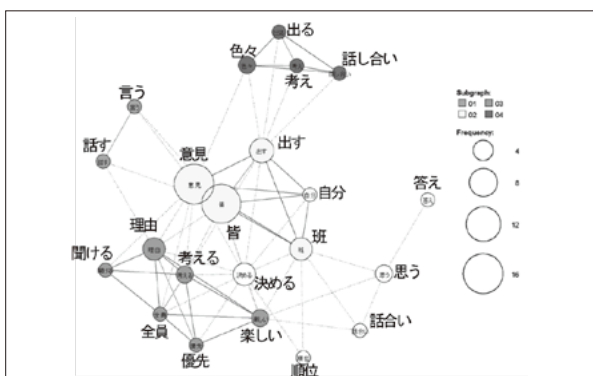 出る
色々
考え
話し合い
言う
話す
意見
出す
自分
答え
理由
皆
班
聞ける
考える
決める
思う
全員
優先
楽しい
話合い
順位
Subgraph:
01 03
02 04
Frequency:
4
8
12
16